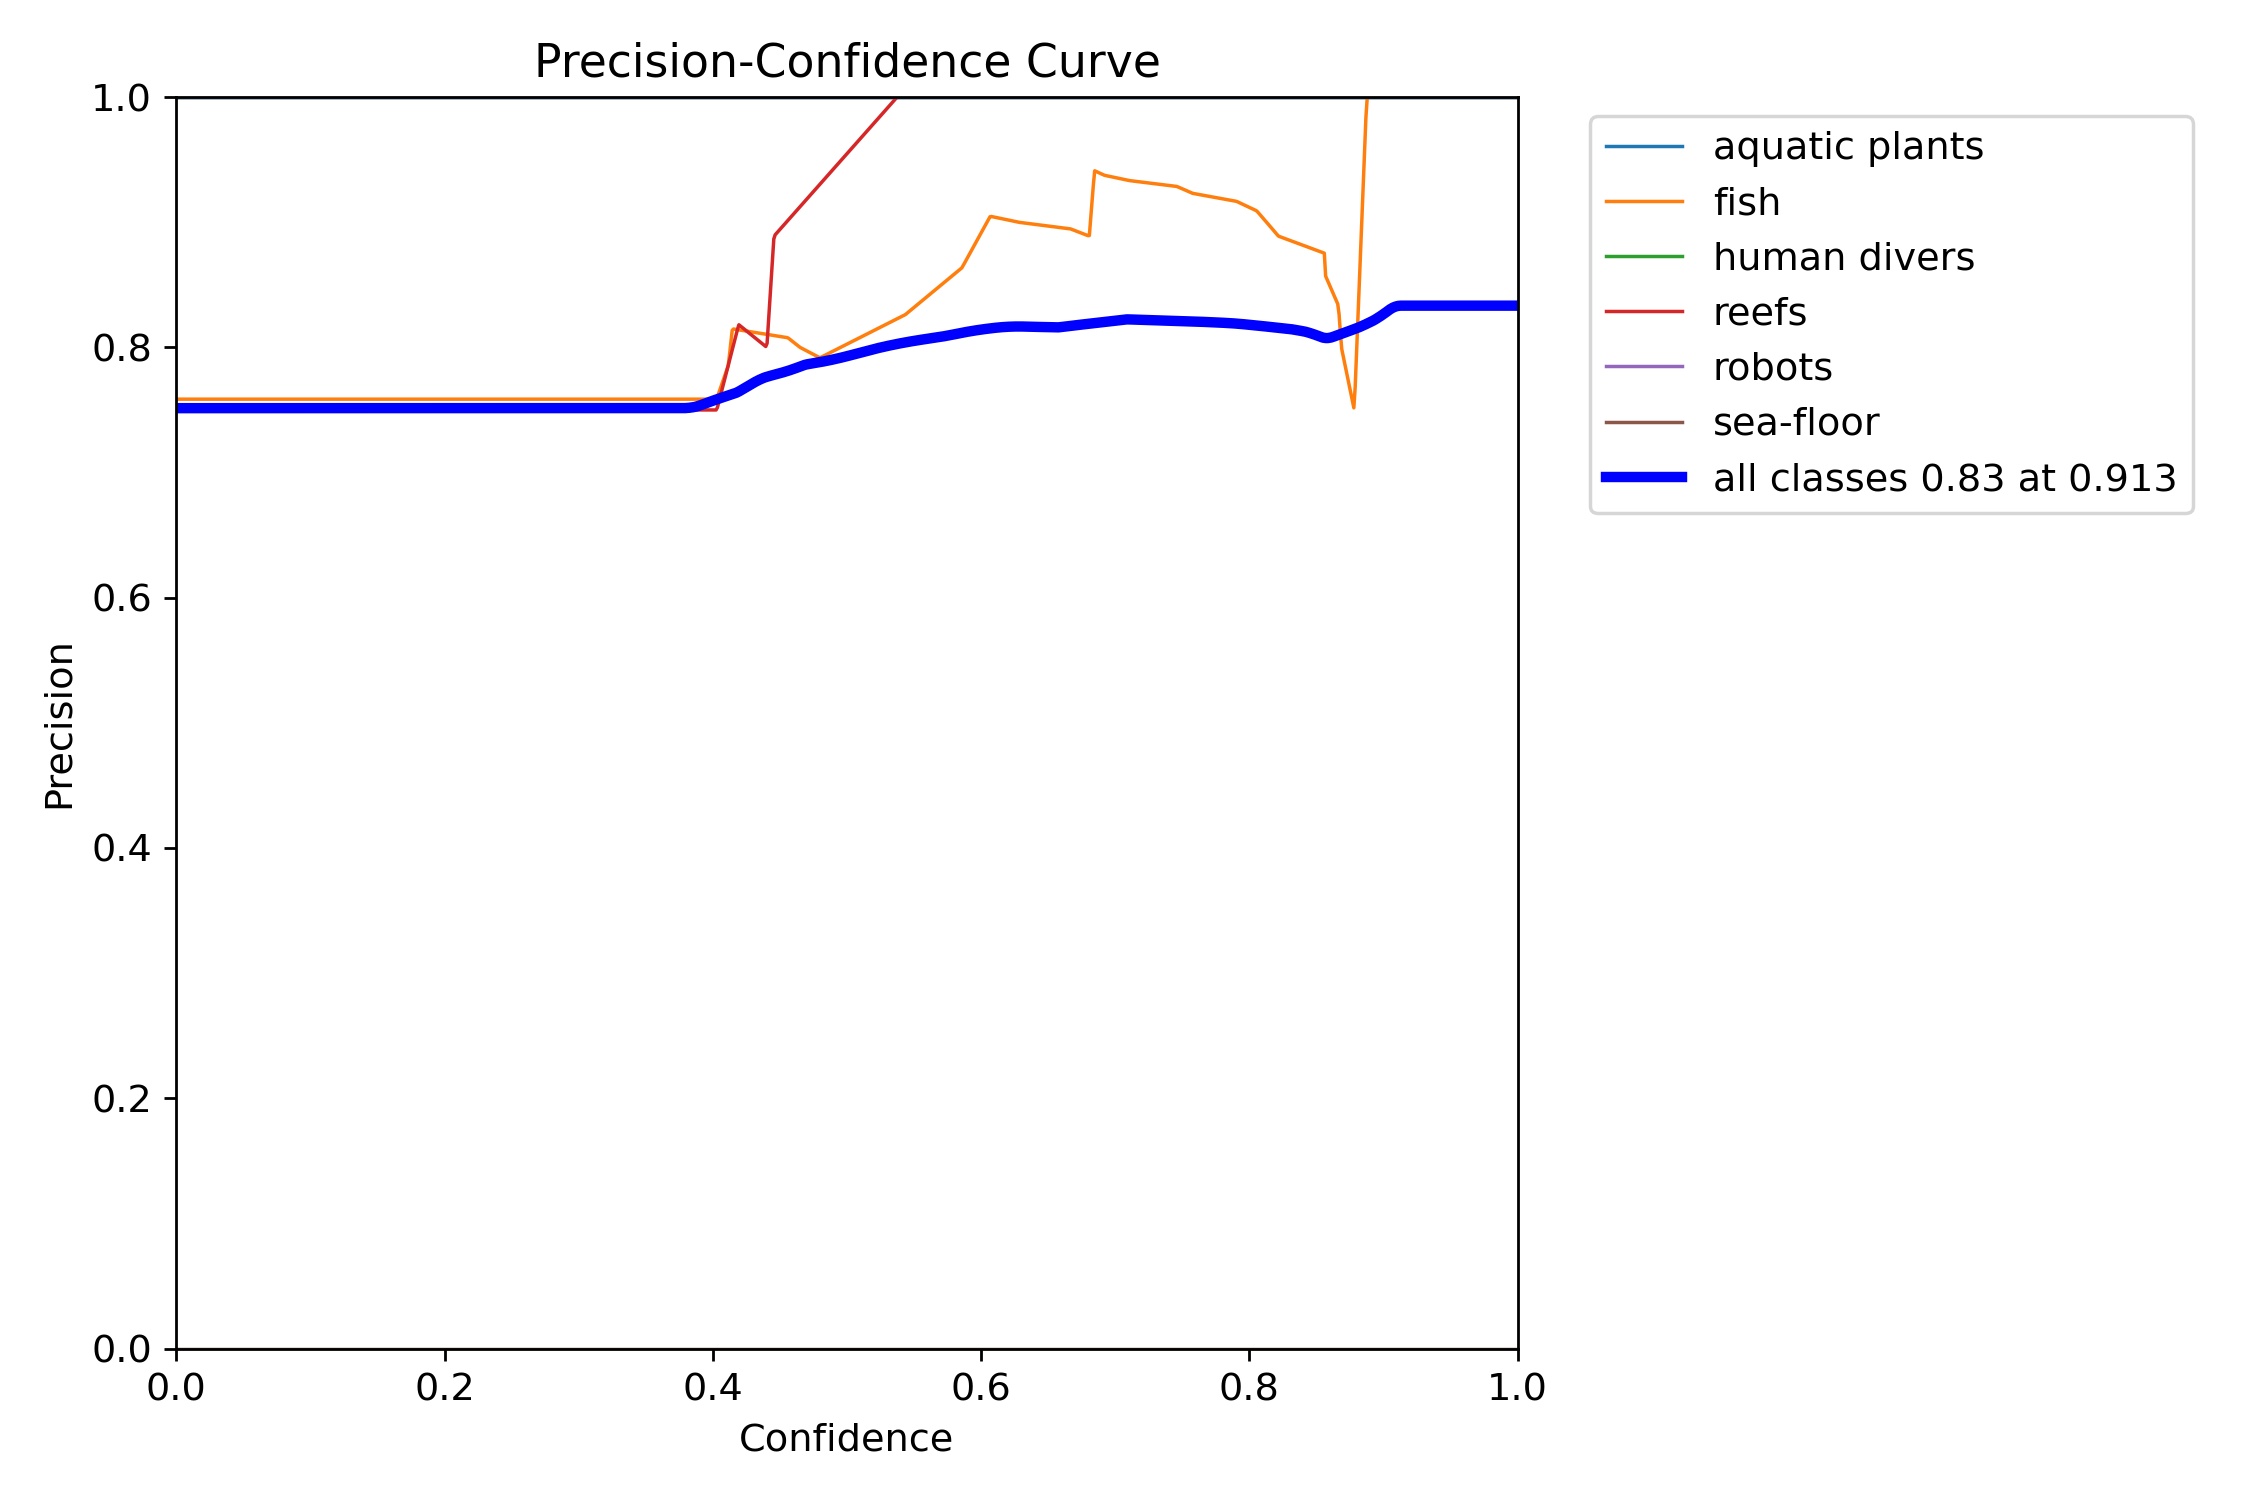 Precision-Confidence Curve
1.0
0.8
0.6
0.4
0.2
0.0
Precision
0.0 0.2 0.4 0.6 0.8 1.0
Confidence
aquatic plants
fish
human divers
reefs
robots
sea-floor
all classes 0.83 at 0.913